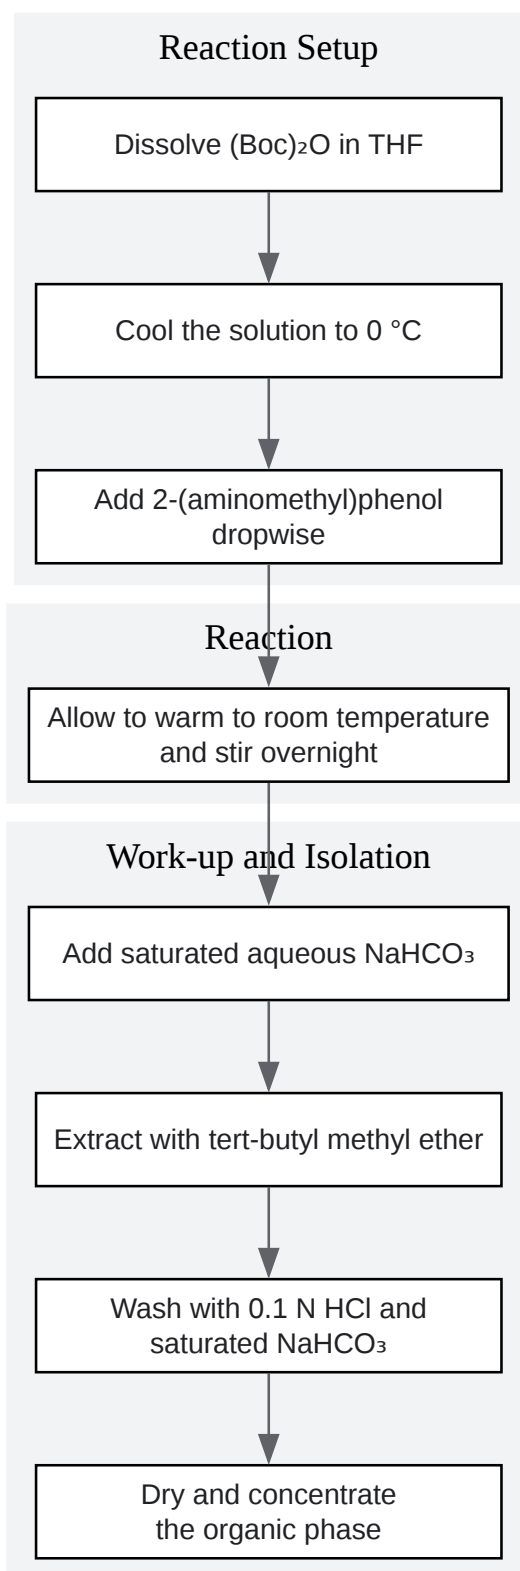 Reaction Setup
Dissolve (Boc)₂O in THF
Cool the solution to 0 °C
Add 2-(aminomethyl)phenol
dropwise
Reaction
Allow to warm to room temperature
and stir overnight
Work-up and Isolation
Add saturated aqueous NaHCO₃
Extract with tert-butyl methyl ether
Wash with 0.1 N HCl and
saturated NaHCO₃
Dry and concentrate
the organic phase